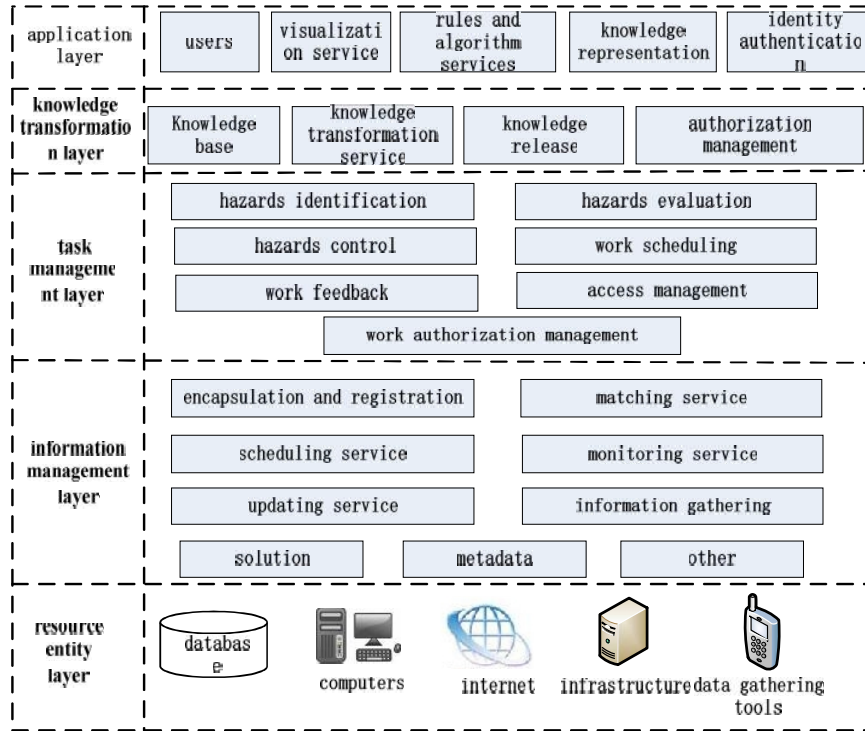 application
layer
users
visualizati
on service
rules and
algorithm
services
knowledge
representation
identity
authenticatio
n
knowledge
transformatio
n layer
Knowledge
base
knowledge
transformation
service
knowledge
release
authorization
management
task
manageme
nt layer
hazards identification
hazards evaluation
hazards control
work scheduling
work feedback
access management
work authorization management
information
management
layer
encapsulation and registration
matching service
scheduling service
monitoring service
updating service
information gathering
solution
metadata
other
resource
entity
layer
databas
e
computers
internet
infrastructure
data gathering
tools